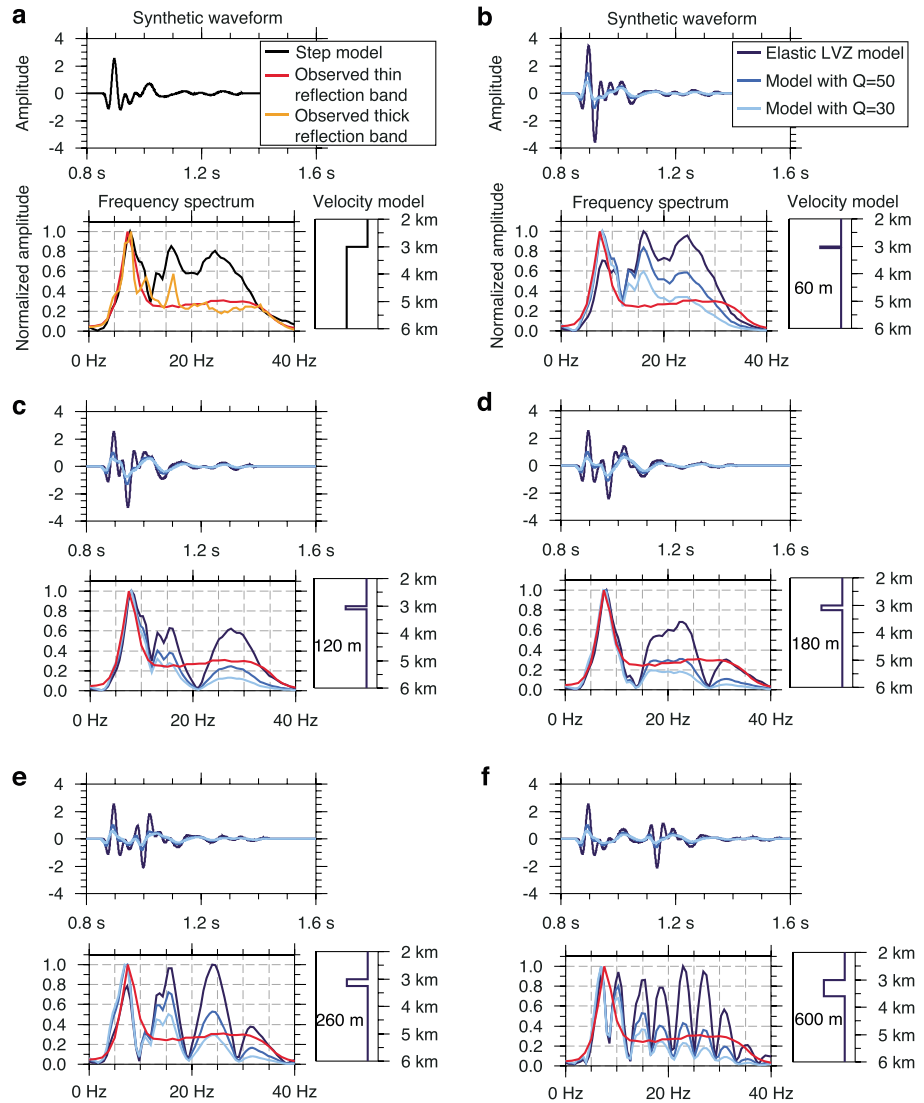 a
Synthetic waveform
Amplitude
4
2
0
-2
-4
0.8 s
1.2 s
1.6 s
Step model
Observed thin
reflection band
Observed thick
reflection band
Normalized amplitude
Frequency spectrum
1.0
0.8
0.6
0.4
0.2
0.0
0 Hz
20 Hz
40 Hz
Velocity model
2 km
3 km
4 km
5 km
6 km
b
Synthetic waveform
Amplitude
4
2
0
-2
-4
0.8 s
1.2 s
1.6 s
Elastic LVZ model
Model with Q=50
Model with Q=30
Normalized amplitude
Frequency spectrum
1.0
0.8
0.6
0.4
0.2
0.0
0 Hz
20 Hz
40 Hz
Velocity model
60 m
2 km
3 km
4 km
5 km
6 km
c
4
2
0
-2
-4
0.8 s
1.2 s
1.6 s
1.0
0.8
0.6
0.4
0.2
0.0
0 Hz
20 Hz
40 Hz
120 m
2 km
3 km
4 km
5 km
6 km
d
4
2
0
-2
-4
0.8 s
1.2 s
1.6 s
1.0
0.8
0.6
0.4
0.2
0.0
0 Hz
20 Hz
40 Hz
180 m
2 km
3 km
4 km
5 km
6 km
e
4
2
0
-2
-4
0.8 s
1.2 s
1.6 s
1.0
0.8
0.6
0.4
0.2
0.0
0 Hz
20 Hz
40 Hz
260 m
2 km
3 km
4 km
5 km
6 km
f
4
2
0
-2
-4
0.8 s
1.2 s
1.6 s
1.0
0.8
0.6
0.4
0.2
0.0
0 Hz
20 Hz
40 Hz
600 m
2 km
3 km
4 km
5 km
6 km